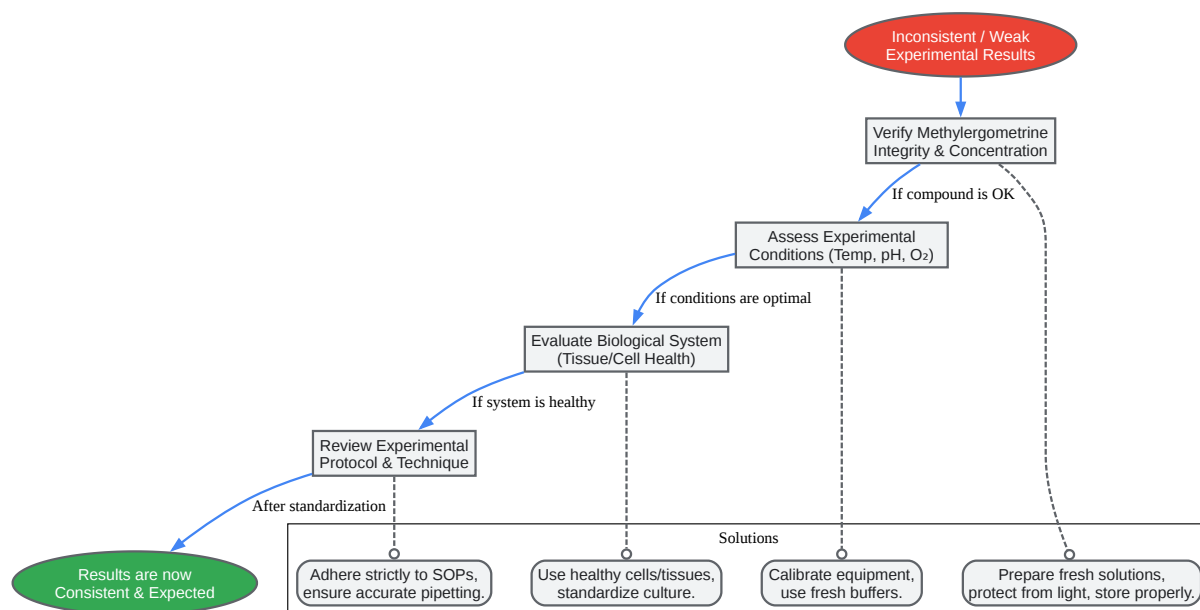 Inconsistent / Weak
Experimental Results
Verify Methylergometrine
Integrity & Concentration
If compound is OK
Assess Experimental
Conditions (Temp, pH, O₂)
If conditions are optimal
Evaluate Biological System
(Tissue/Cell Health)
If system is healthy
Review Experimental
Protocol & Technique
After standardization
Results are now
Consistent & Expected
Solutions
Adhere strictly to SOPs,
ensure accurate pipetting.
Use healthy cells/tissues,
standardize culture.
Calibrate equipment,
use fresh buffers.
Prepare fresh solutions,
protect from light, store properly.